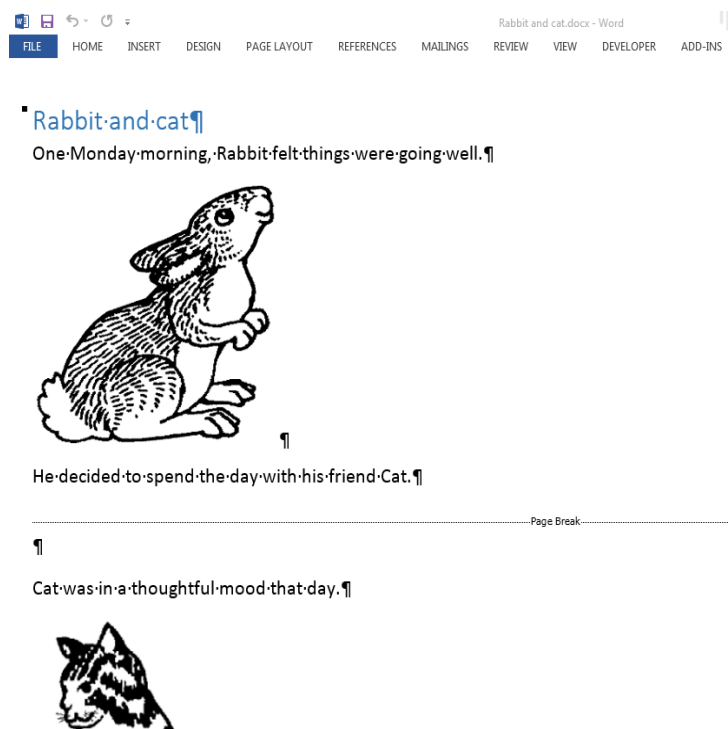 Rabbit and cat.docx - Word
FILE HOME INSERT DESIGN PAGE LAYOUT REFERENCES MAILINGS REVIEW VIEW DEVELOPER ADD-INS
Rabbit·and·cat¶
One·Monday·morning,·Rabbit·felt·things·were·going·well.¶
¶
He·decided·to·spend·the·day·with·his·friend·Cat.¶
Page Break
¶
Cat·was·in·a·thoughtful·mood·that·day.¶